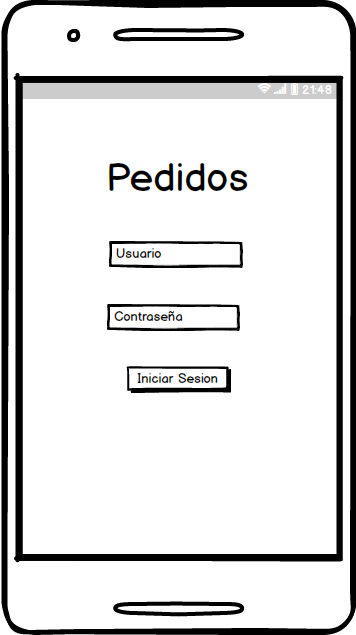 21:48
Pedidos
Usuario
Contraseña
Iniciar Sesion